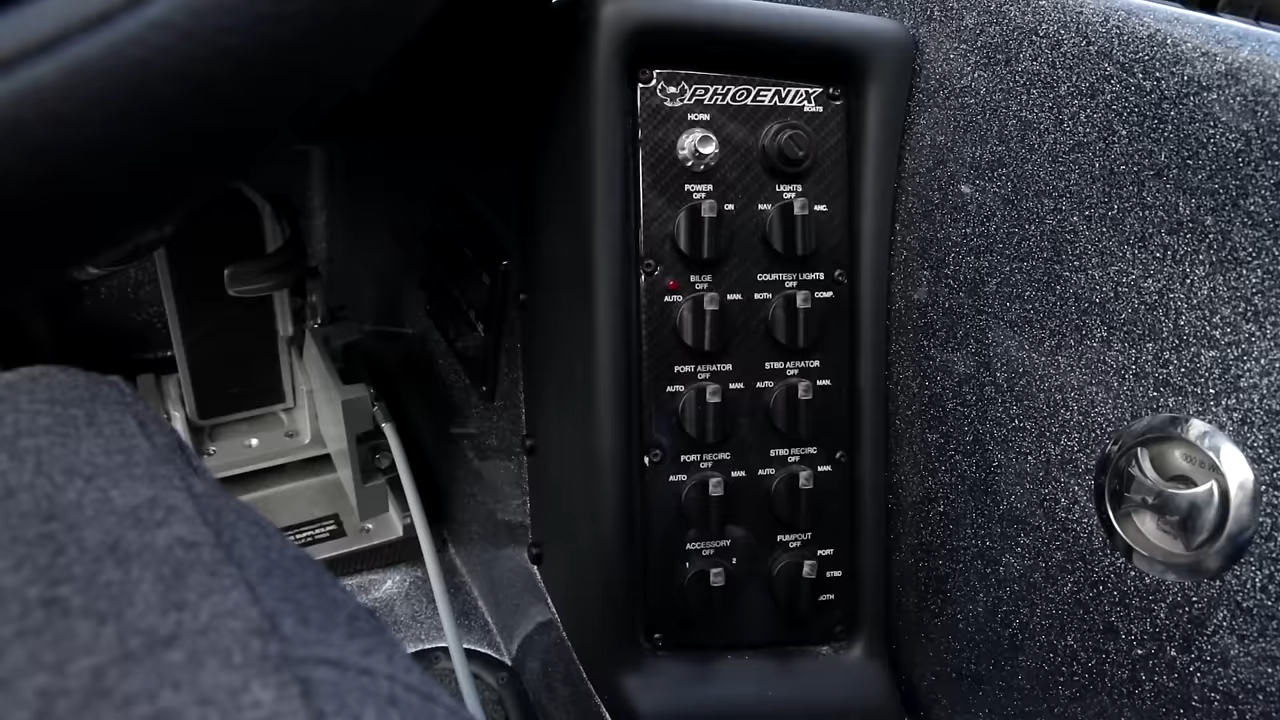 PHOENIX
BOATS
HORN
POWER
OFF
ON
LIGHTS
OFF
NAV
ANC.
BILGE
OFF
AUTO
MAN.
COURTESY LIGHTS
OFF
BOTH
COMP.
PORT AERATOR
OFF
AUTO
MAN.
STBD AERATOR
OFF
AUTO
MAN.
PORT RECIRC
OFF
AUTO
MAN.
STBD RECIRC
OFF
AUTO
MAN.
ACCESSORY
OFF
1
2
PUMPOUT
OFF
PORT
STBD
BOTH